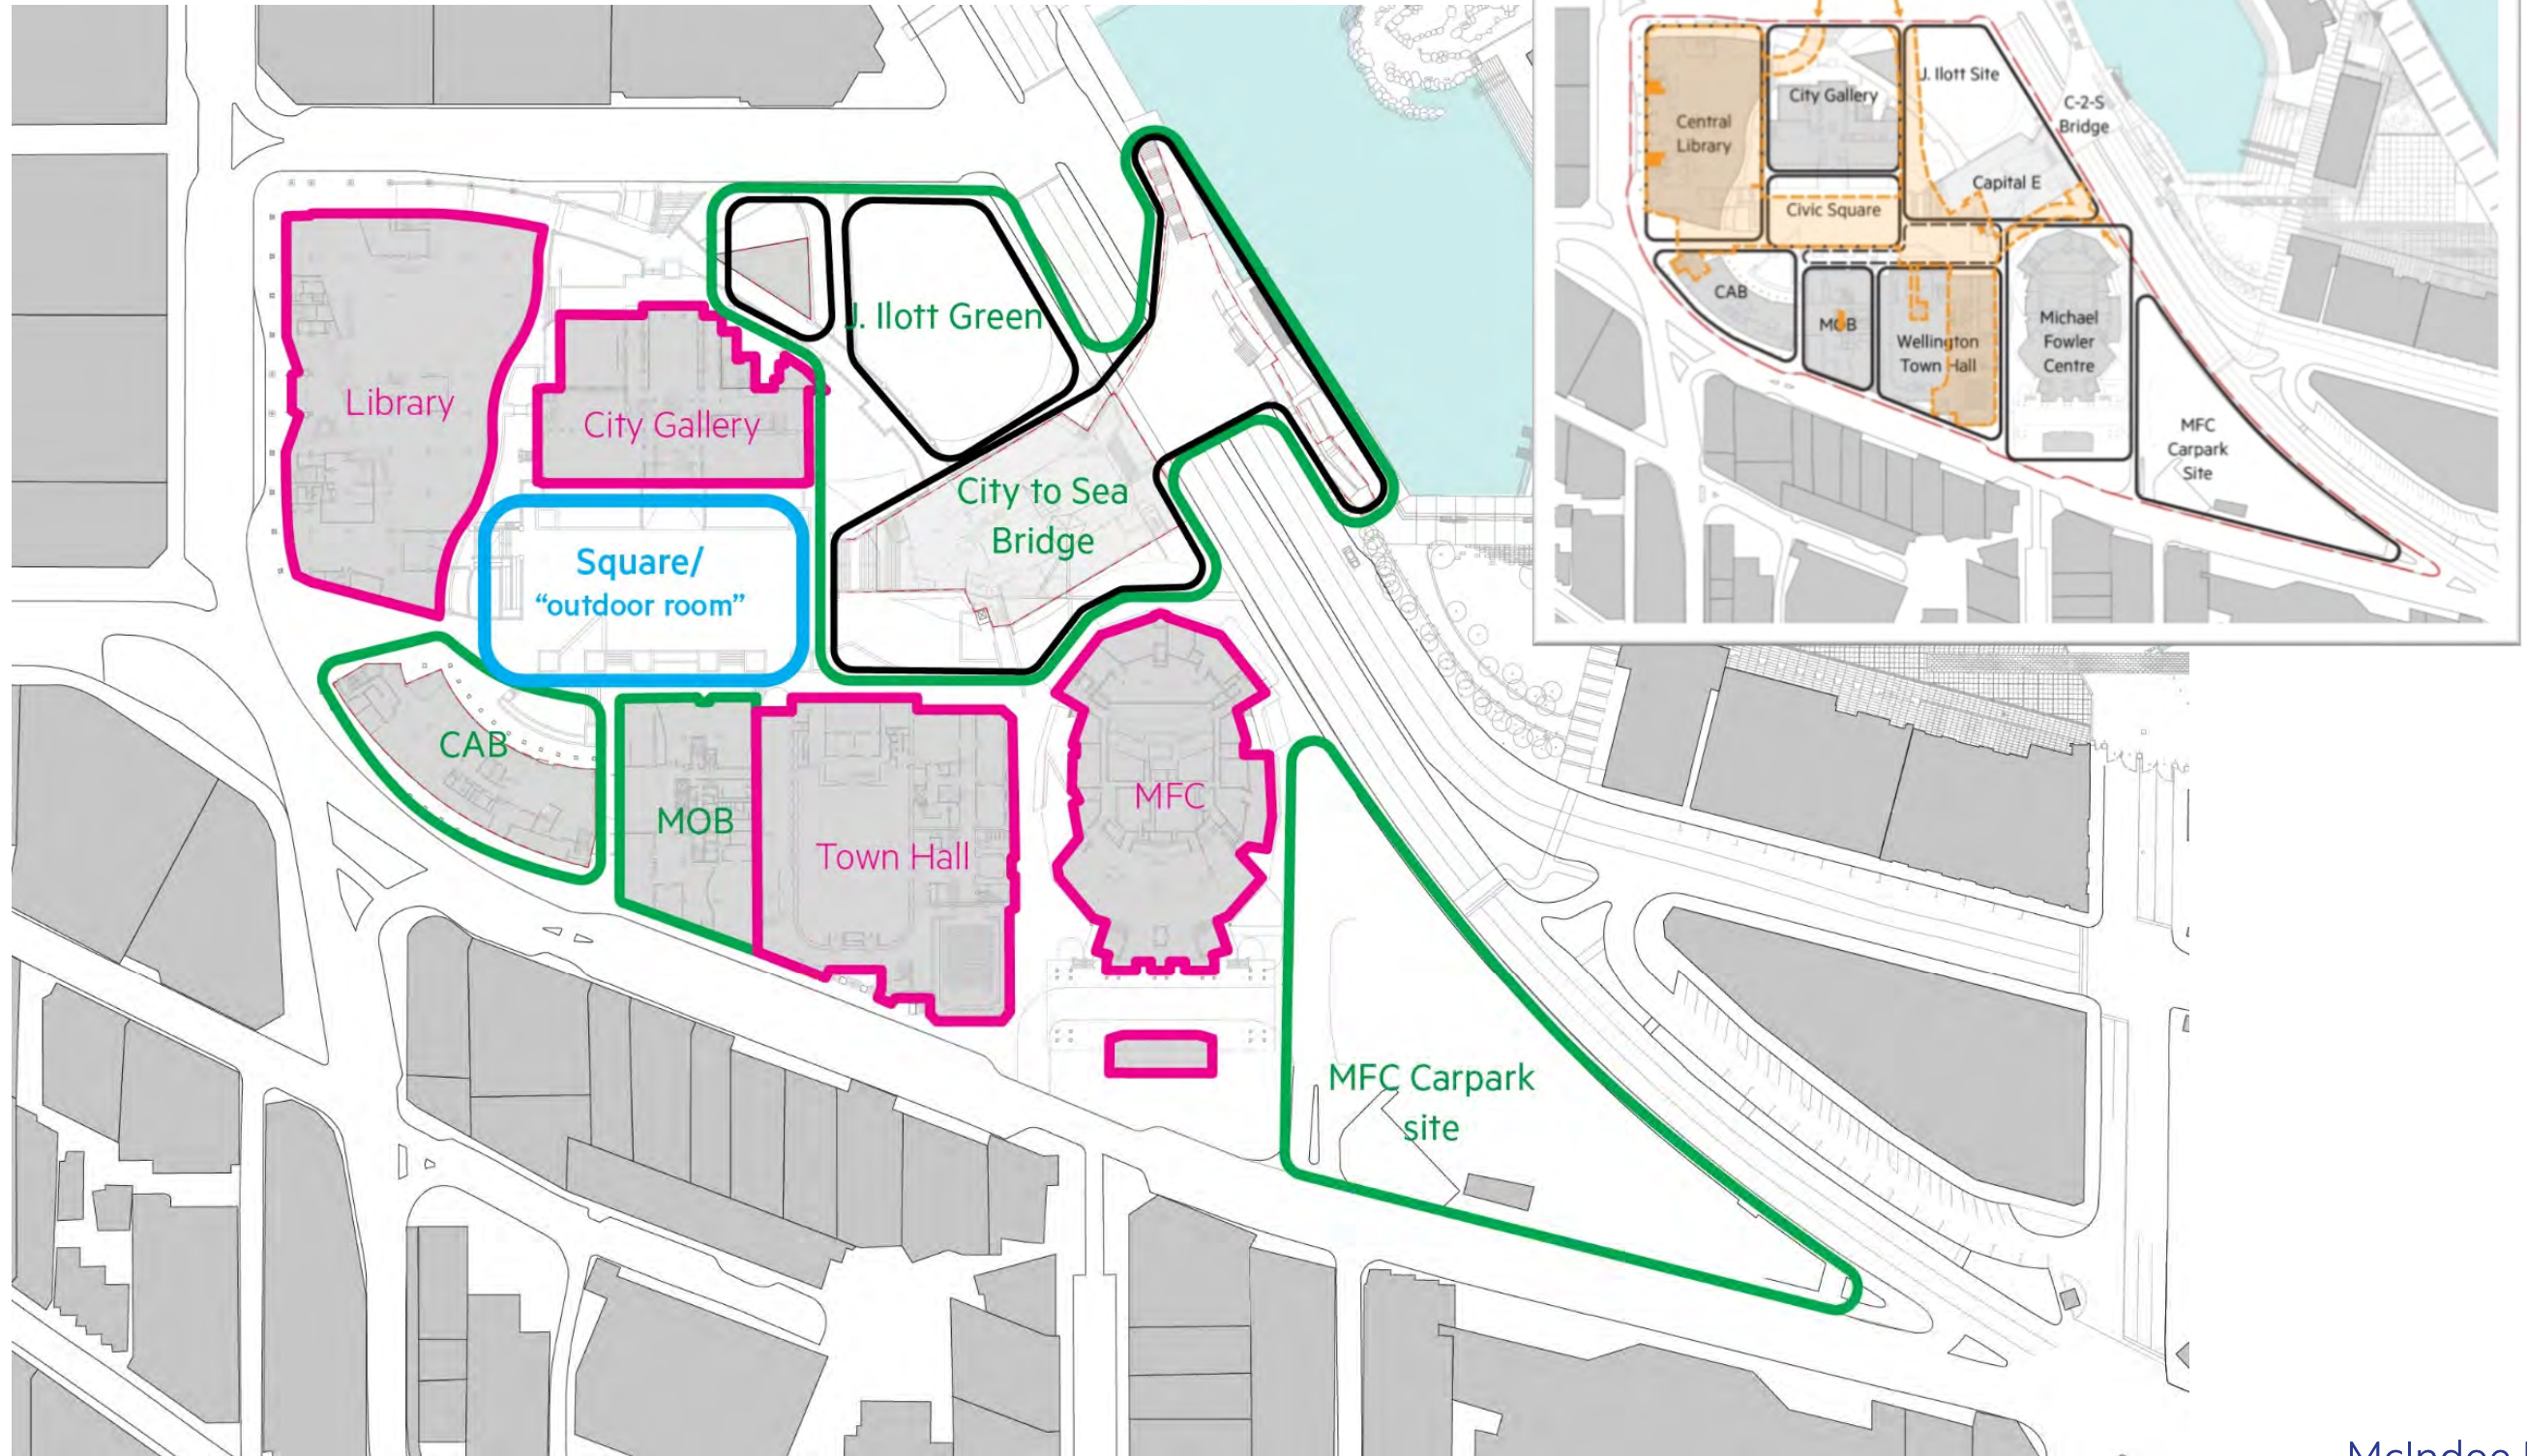 Library
City Gallery
J. Ilott Green
City to Sea
Bridge
Square/
“outdoor room”
CAB
MOB
Town Hall
MFC
MFC Carpark
site
J. Ilott Site
City Gallery
C-2-S
Bridge
Central
Library
Capital E
Civic Square
CAB
MOB
Wellington
Town Hall
Michael
Fowler
Centre
MFC
Carpark
Site